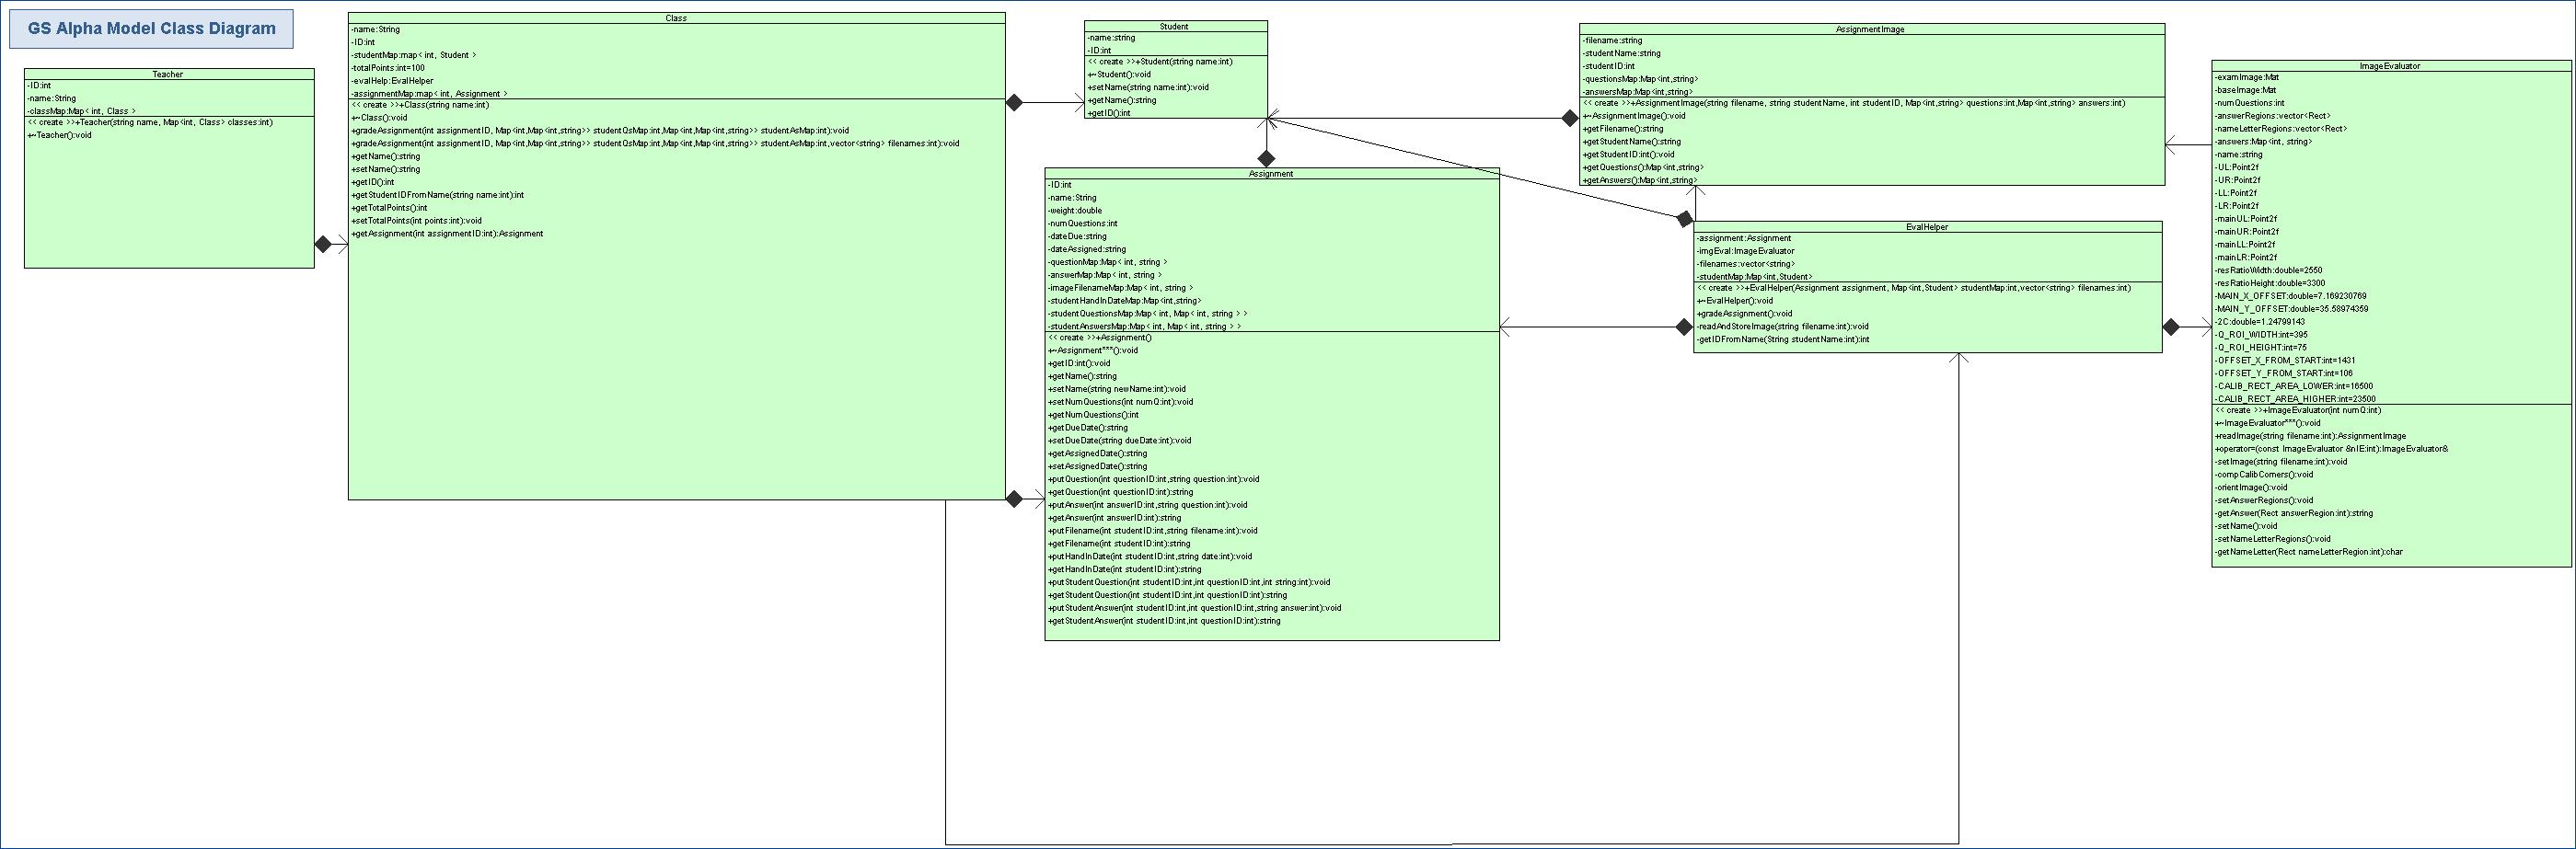 GS Alpha Model Class Diagram
Teacher
-ID:int
-name:String
-classMap:Map< int, Class >
<< create >>+Teacher(string name, Map<int, Class> classes:int)
+~Teacher():void
Class
-name:String
-ID:int
-studentMap:map< int, Student >
-totalPoints:int=100
-evalHelp:EvalHelper
-assignmentMap:map< int, Assignment >
<< create >>+Class(string name:int)
+~Class():void
+gradeAssignment(int assignmentID, Map<int,Map<int,string>> studentQsMap:int,Map<int,Map<int,string>> studentAsMap:int):void
+gradeAssignment(int assignmentID, Map<int,Map<int,string>> studentQsMap:int,Map<int,Map<int,string>> studentAsMap:int,vector<string> filenames:int):void
+getName():string
+setName():string
+getID():int
+getStudentIDFromName(string name:int):int
+getTotalPoints():int
+setTotalPoints(int points:int):void
+getAssignment(int assignmentID:int):Assignment
Student
-name:string
-ID:int
<< create >>+Student(string name:int)
+~Student():void
+setName(string name:int):void
+getName():string
+getID():int
Assignment
-ID:int
-name:String
-weight:double
-numQuestions:int
-dateDue:string
-dateAssigned:string
-questionMap:Map< int, string >
-answerMap:Map< int, string >
-imageFilenameMap:Map< int, string >
-studentHandInDateMap:Map<int,string>
-studentQuestionsMap:Map< int, Map< int, string > >
-studentAnswersMap:Map< int, Map< int, string > >
<< create >>+Assignment()
+~Assignment***():void
+getID:int():void
+getName():string
+setName(string newName:int):void
+setNumQuestions(int numQ:int):void
+getNumQuestions():int
+getDueDate():string
+setDueDate(string dueDate:int):void
+getAssignedDate():string
+setAssignedDate():string
+putQuestion(int questionID:int,string question:int):void
+getQuestion(int questionID:int):string
+putAnswer(int answerID:int,string question:int):void
+getAnswer(int answerID:int):string
+putFilename(int studentID:int,string filename:int):void
+getFilename(int studentID:int):string
+putHandInDate(int studentID:int,string date:int):void
+getHandInDate(int studentID:int):string
+putStudentQuestion(int studentID:int,int questionID:int,int string:int):void
+getStudentQuestion(int studentID:int,int questionID:int):string
+putStudentAnswer(int studentID:int,int questionID:int,string answer:int):void
+getStudentAnswer(int studentID:int,int questionID:int):string
AssignmentImage
-filename:string
-studentName:string
-studentID:int
-questionsMap:Map<int,string>
-answersMap:Map<int,string>
<< create >>+AssignmentImage(string filename, string studentName, int studentID, Map<int,string> questions:int,Map<int,string> answers:int)
+~AssignmentImage():void
+getFilename():string
+getStudentName():string
+getStudentID:int():void
+getQuestions():Map<int,string>
+getAnswers():Map<int,string>
EvalHelper
-assignment:Assignment
-imgEval:ImageEvaluator
-filenames:vector<string>
-studentMap:Map<int,Student>
<< create >>+EvalHelper(Assignment assignment, Map<int,Student> studentMap:int,vector<string> filenames:int)
+~EvalHelper():void
+gradeAssignment():void
-readAndStoreImage(string filename:int):void
-getIDFromName(String studentName:int):int
ImageEvaluator
-examImage:Mat
-baseImage:Mat
-numQuestions:int
-answerRegions:vector<Rect>
-nameLetterRegions:vector<Rect>
-answers:Map<int, string>
-name:string
-UL:Point2f
-UR:Point2f
-LL:Point2f
-LR:Point2f
-mainUL:Point2f
-mainUR:Point2f
-mainLL:Point2f
-mainLR:Point2f
-resRatioWidth:double=2550
-resRatioHeight:double=3300
-MAIN_X_OFFSET:double=7.169230769
-MAIN_Y_OFFSET:double=35.58974359
-2C:double=1.24799143
-Q_ROI_WIDTH:int=395
-Q_ROI_HEIGHT:int=75
-OFFSET_X_FROM_START:int=1431
-OFFSET_Y_FROM_START:int=106
-CALIB_RECT_AREA_LOWER:int=16500
-CALIB_RECT_AREA_HIGHER:int=23500
<< create >>+ImageEvaluator(int numQ:int)
+~ImageEvaluator***():void
+readImage(string filename:int):AssignmentImage
+operator=(const ImageEvaluator &nIE:int):ImageEvaluator&
-setImage(string filename:int):void
-compCalibCorners():void
-orientImage():void
-setAnswerRegions():void
-getAnswer(Rect answerRegion:int):string
-setName():void
-setNameLetterRegions():void
-getNameLetter(Rect nameLetterRegion:int):char